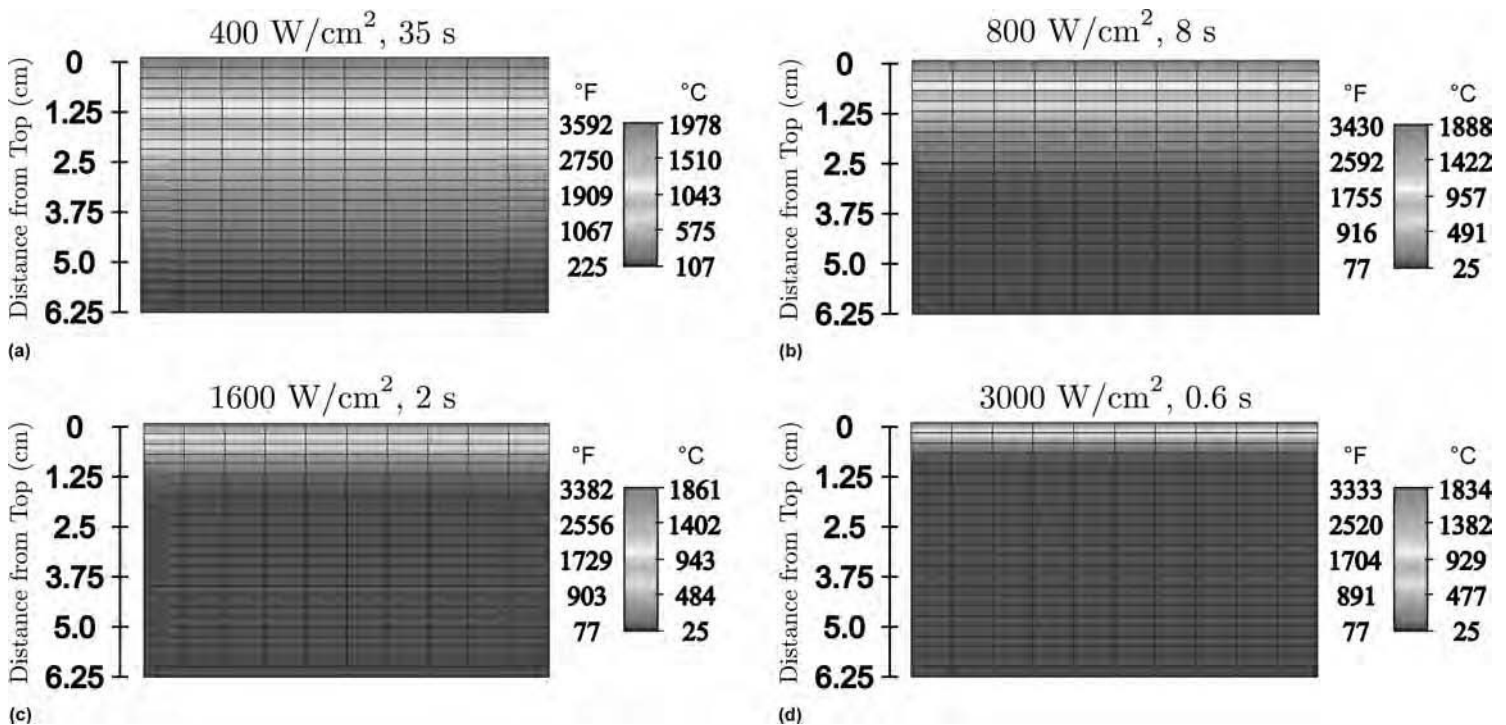 400 W/cm², 35 s
Distance from Top (cm)
0
1.25
2.5
3.75
5.0
6.25
°F °C
3592 1978
2750 1510
1909 1043
1067 575
225 107
(a)
800 W/cm², 8 s
Distance from Top (cm)
0
1.25
2.5
3.75
5.0
6.25
°F °C
3430 1888
2592 1422
1755 957
916 491
77 25
(b)
1600 W/cm², 2 s
Distance from Top (cm)
0
1.25
2.5
3.75
5.0
6.25
°F °C
3382 1861
2556 1402
1729 943
903 484
77 25
(c)
3000 W/cm², 0.6 s
Distance from Top (cm)
0
1.25
2.5
3.75
5.0
6.25
°F °C
3333 1834
2520 1382
1704 929
891 477
77 25
(d)